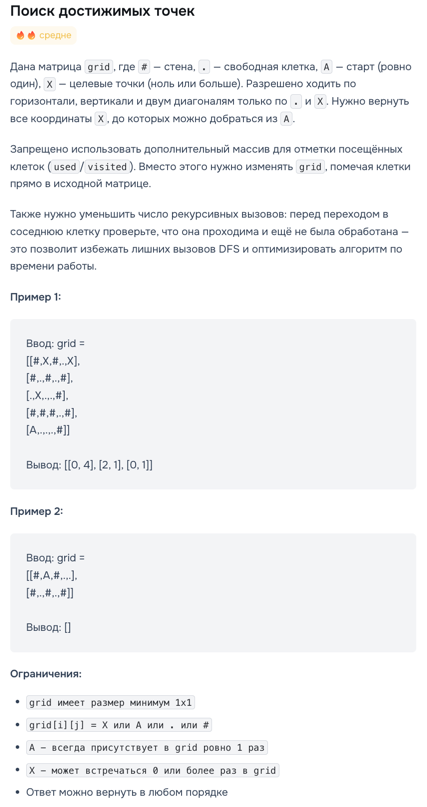 Поиск достижимых точек
🔥🔥 средне
Дана матрица grid, где # — стена, . — свободная клетка, A — старт (ровно
один), X — целевые точки (ноль или больше). Разрешено ходить по
горизонтали, вертикали и двум диагоналям только по . и X. Нужно вернуть
все координаты X, до которых можно добраться из A.
Запрещено использовать дополнительный массив для отметки посещённых
клеток (used/visited). Вместо этого нужно изменять grid, помечая клетки
прямо в исходной матрице.
Также нужно уменьшить число рекурсивных вызовов: перед переходом в
соседнюю клетку проверьте, что она проходима и ещё не была обработана —
это позволит избежать лишних вызовов DFS и оптимизировать алгоритм по
времени работы.
Пример 1:
Ввод: grid =
[[#,X,#,.,X],
[#,.,#,.,#],
[.,X,.,.,#],
[#,#,#,.,#],
[A,.,.,.,#]]
Вывод: [[0, 4], [2, 1], [0, 1]]
Пример 2:
Ввод: grid =
[[#,A,#,.,.],
[#,.,#,.,#]]
Вывод: []
Ограничения:
• grid имеет размер минимум 1x1
• grid[i][j] = X или A или . или #
• A – всегда присутствует в grid ровно 1 раз
• X – может встречаться 0 или более раз в grid
• Ответ можно вернуть в любом порядке